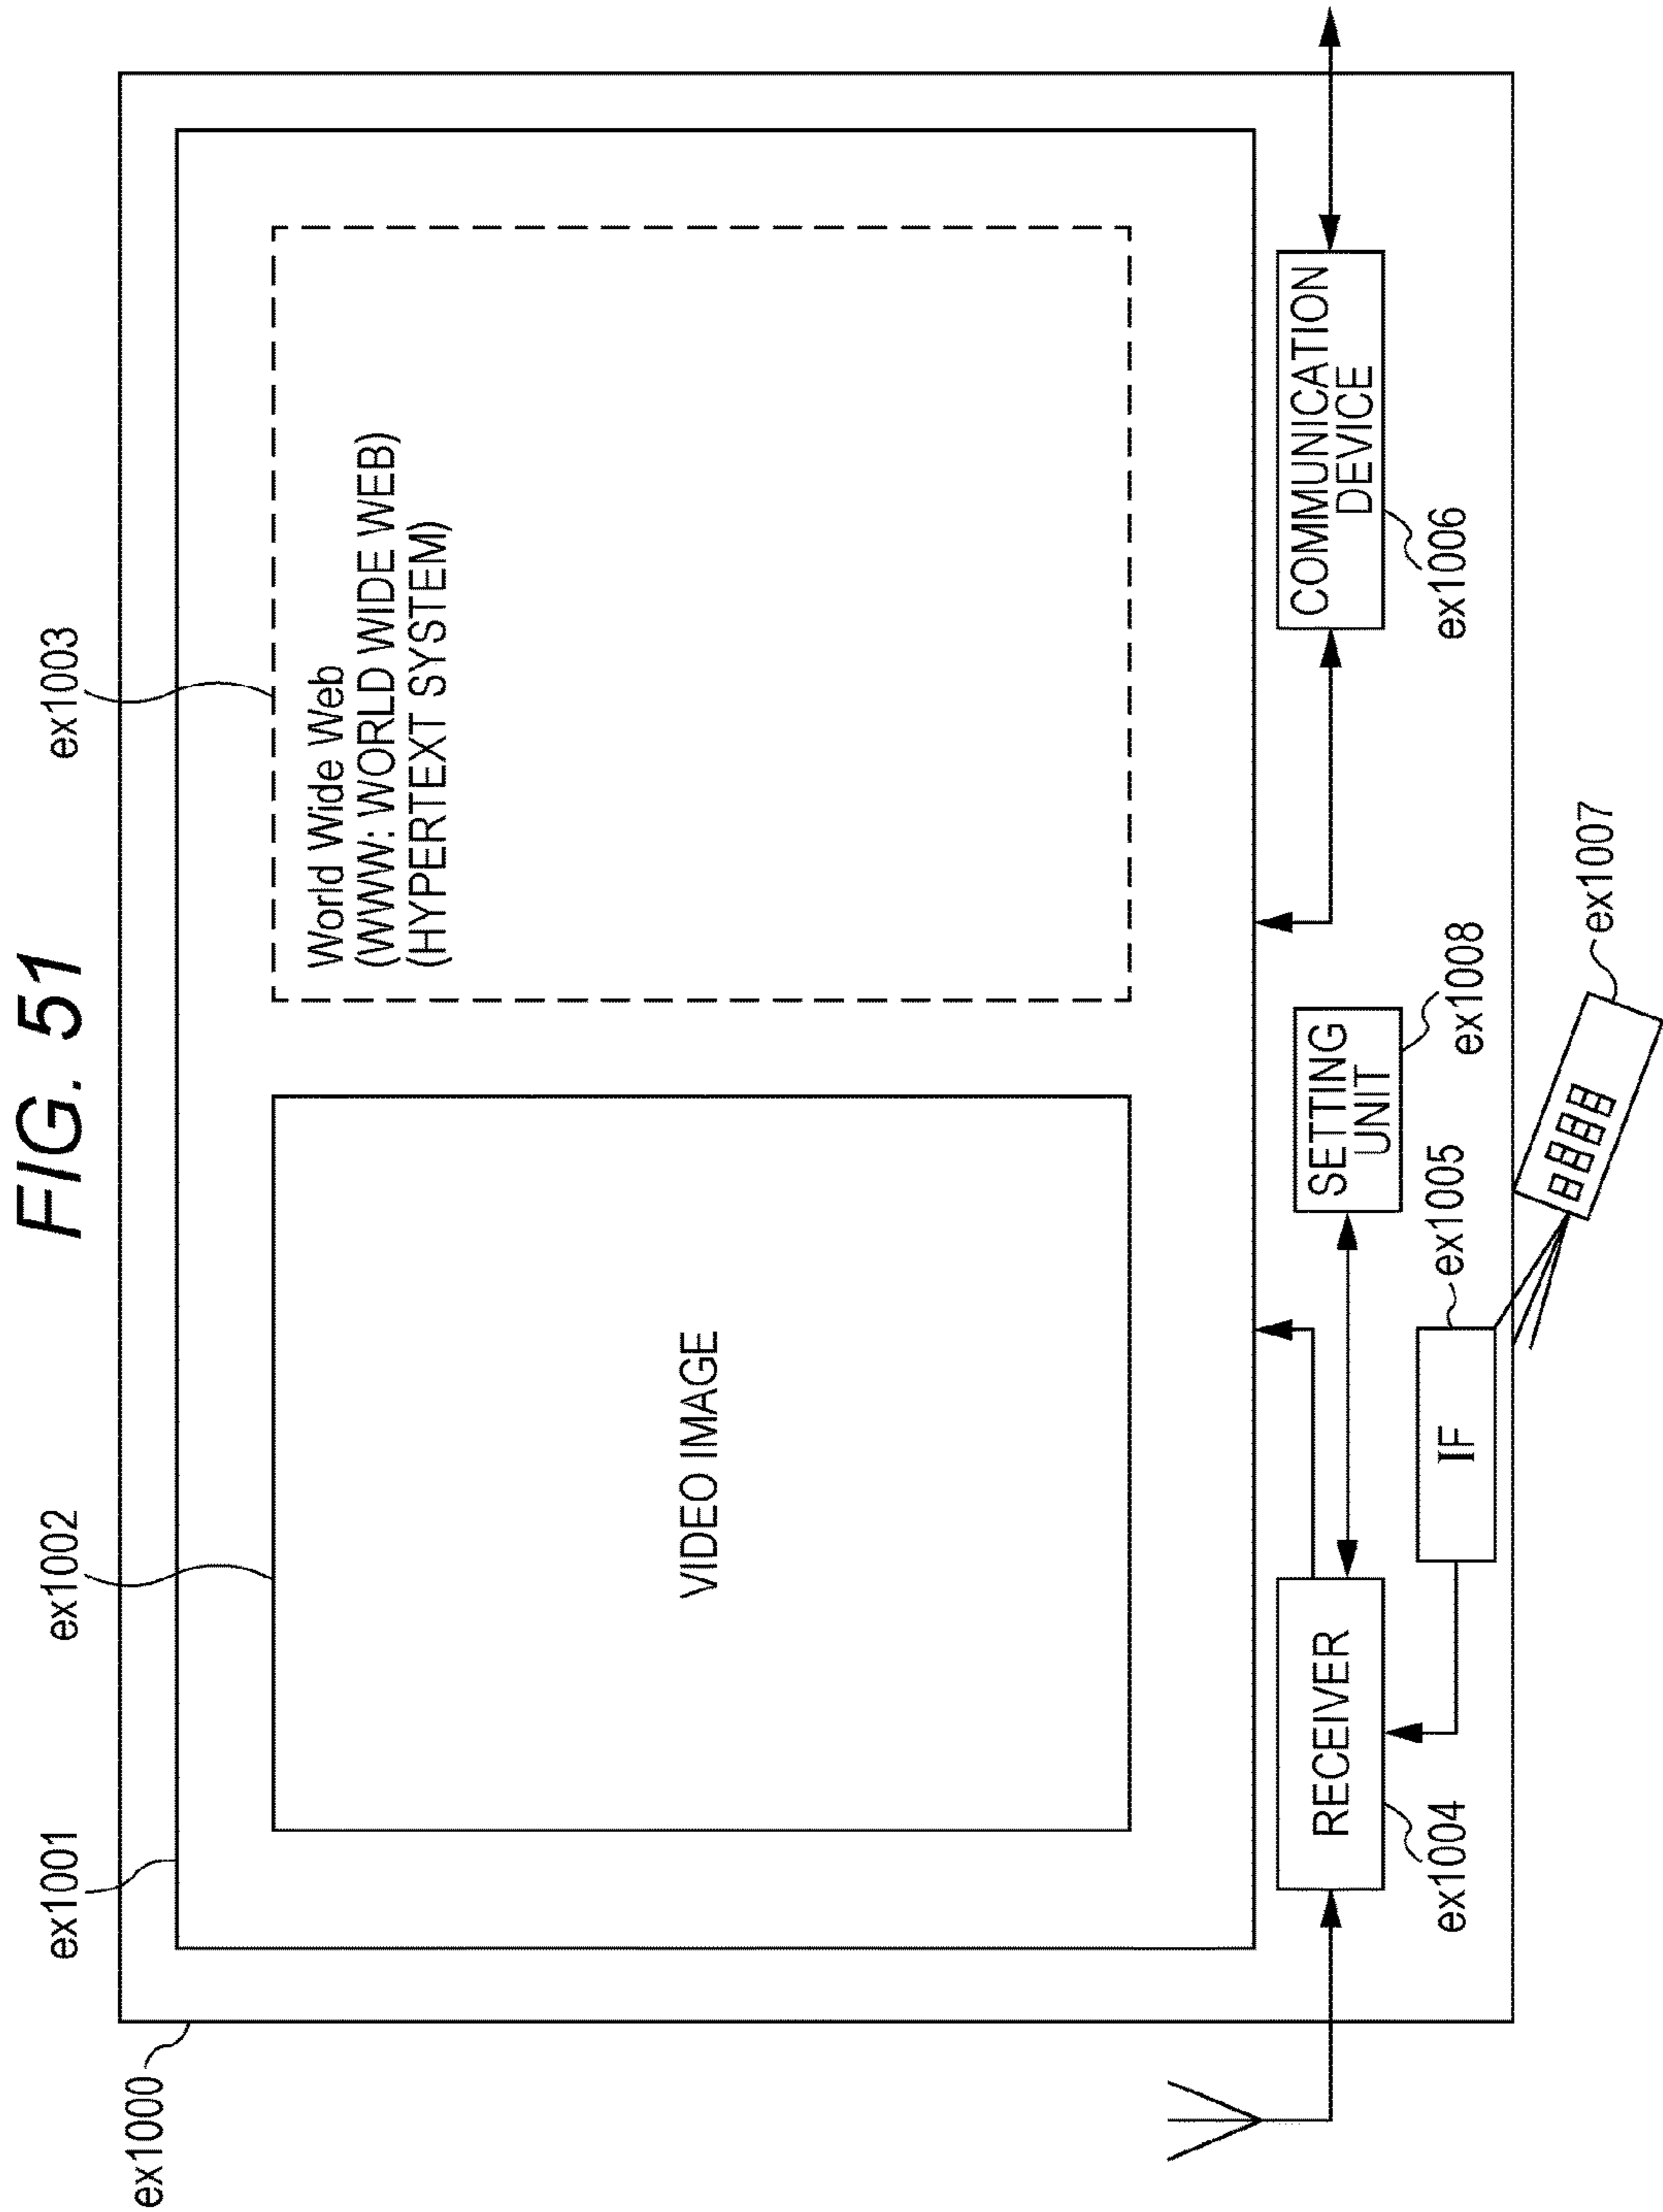 FIG. 51
ex1000
ex1001
ex1002
ex1003
VIDEO IMAGE
World Wide Web
(WWW: WORLD WIDE WEB)
(HYPERTEXT SYSTEM)
RECEIVER
ex1004
SETTING
UNIT
ex1008
COMMUNICATION
DEVICE
ex1006
IF
ex1005
ex1007